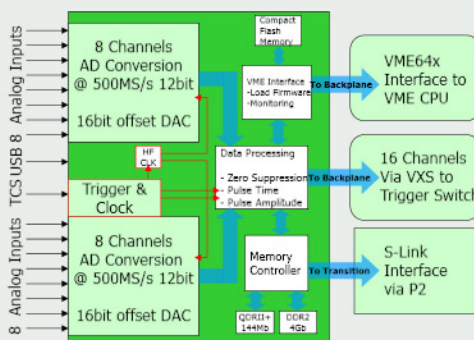 8 Analog Inputs
TCS USB
8 Analog Inputs
8 Channels
AD Conversion
@ 500MS/s 12bit
16bit offset DAC
HF
CLK
Trigger &
Clock
8 Channels
AD Conversion
@ 500MS/s 12bit
16bit offset DAC
Compact
Flash
Memory
VME Interface
-Load Firmware
-Monitoring
Data Processing
- Zero Suppression
- Pulse Time
- Pulse Amplitude
Memory
Controller
QDRII+
144Mb
DDR2
4Gb
To Backplane
To Backplane
To Transition
VME64x
Interface to
VME CPU
16 Channels
Via VXS to
Trigger Switch
S-Link
Interface
via P2